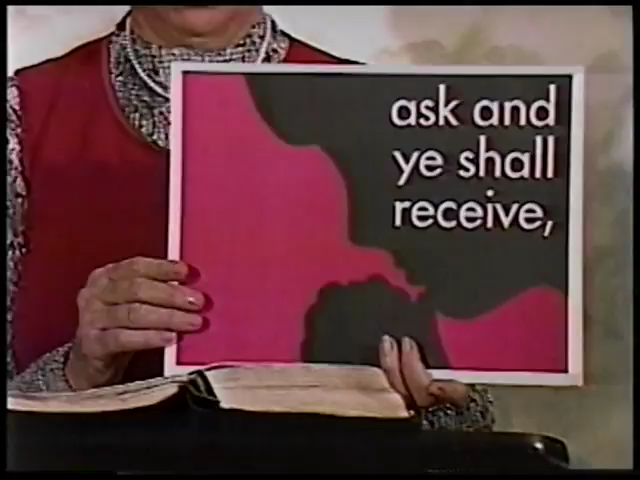 ask and
ye shall
receive,